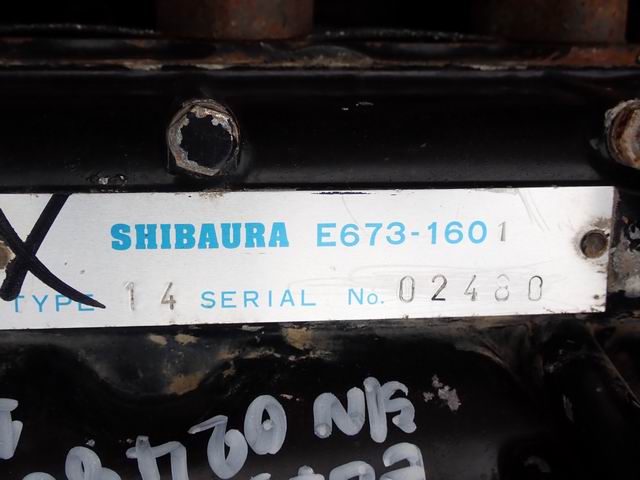 X
SHIBAURA E673-1601
TYPE 14 SERIAL No. 02480